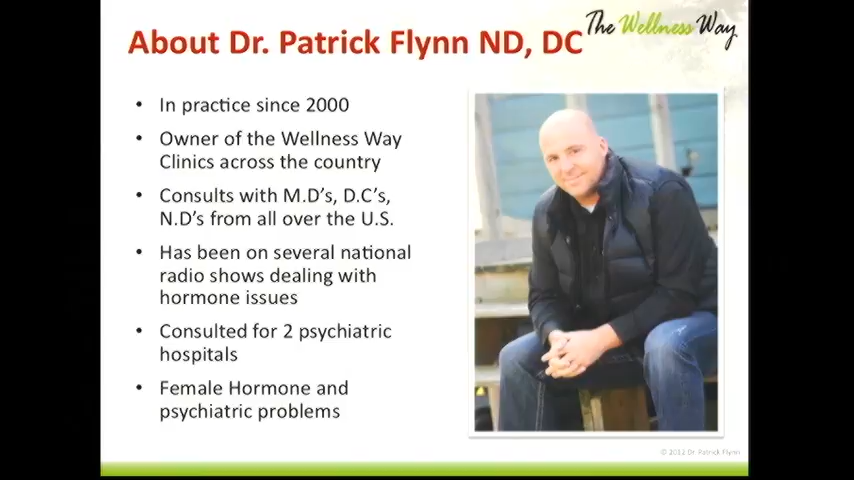 About Dr. Patrick Flynn ND, DC
The Wellness Way
• In practice since 2000
• Owner of the Wellness Way
Clinics across the country
• Consults with M.D's, D.C's,
N.D's from all over the U.S.
• Has been on several national
radio shows dealing with
hormone issues
• Consulted for 2 psychiatric
hospitals
• Female Hormone and
psychiatric problems
© 2012 Dr. Patrick Flynn